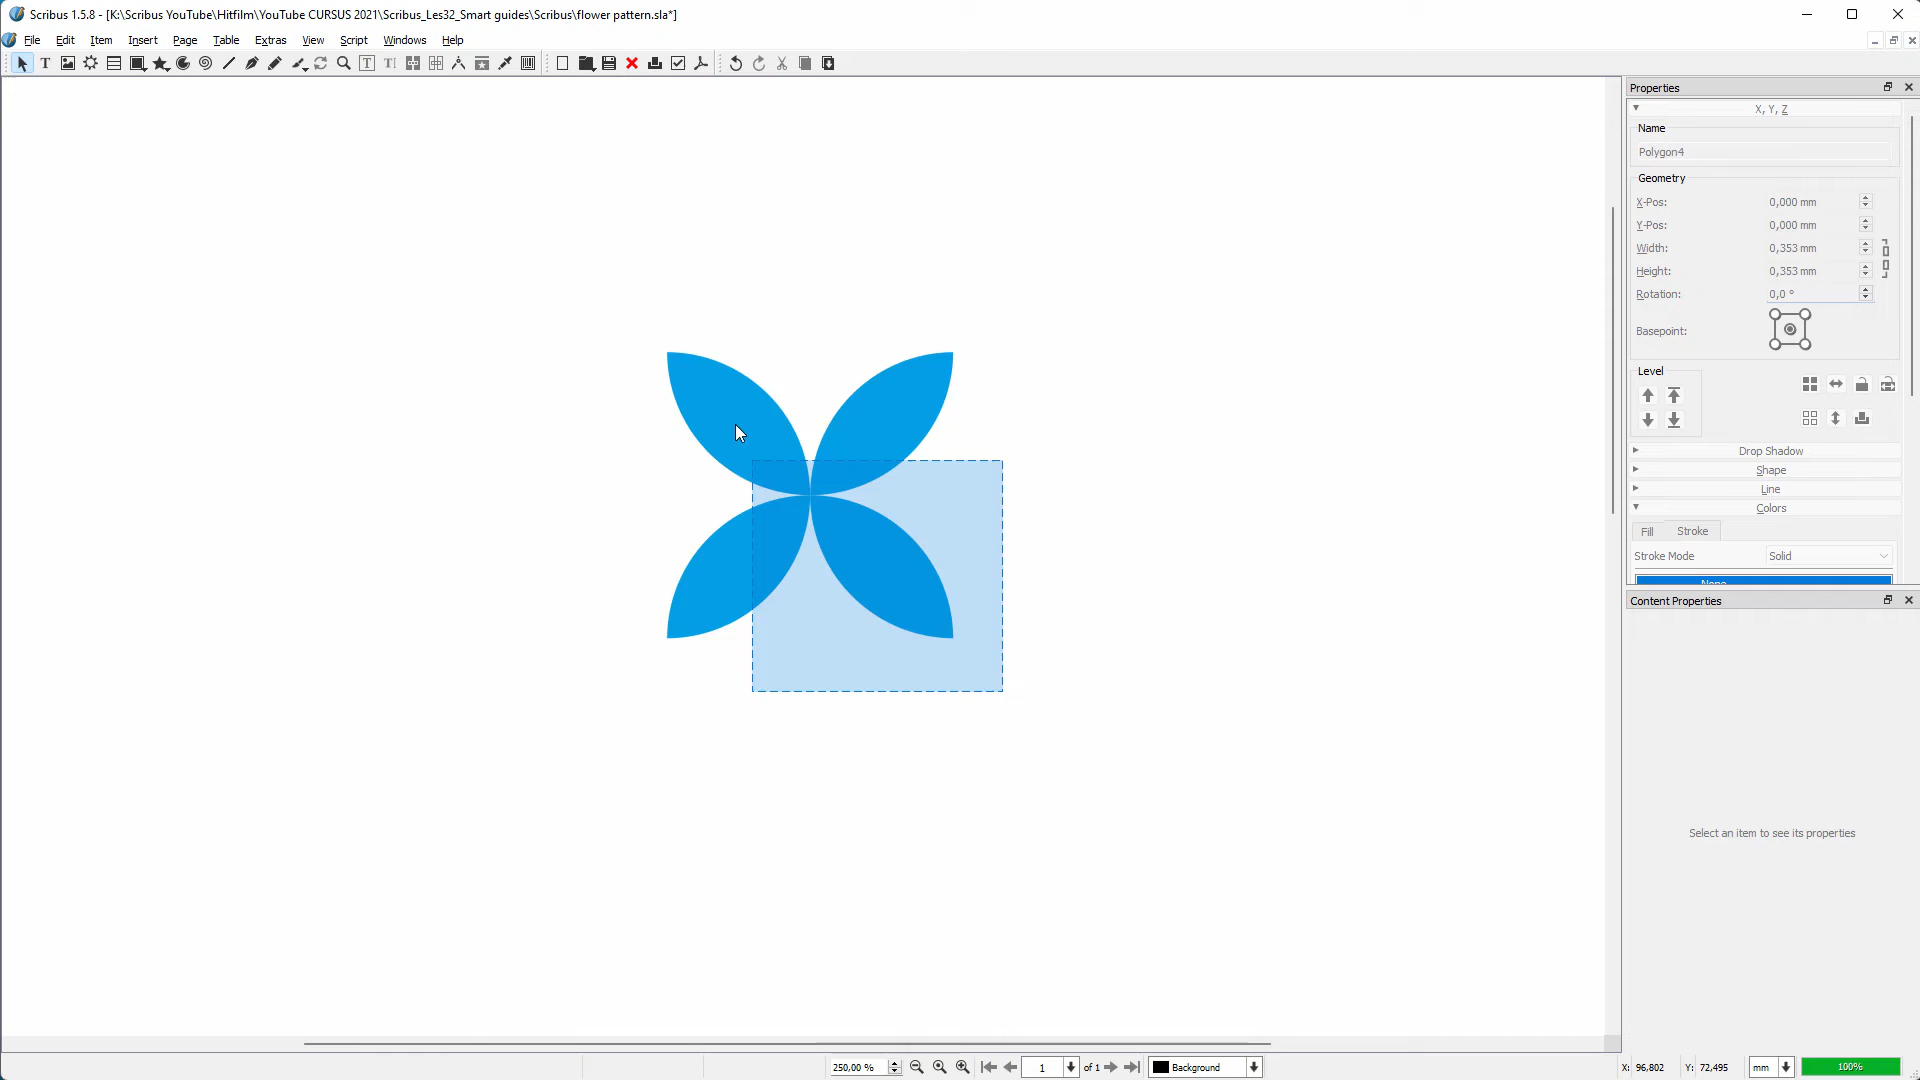 Scribus 1.5.8 - [K:\Scribus YouTube\Hitfilm\YouTube CURSUS 2021\Scribus_Les32_Smart guides\Scribus\flower pattern.sla*]
File Edit Item Insert Page Table Extras View Script Windows Help
Properties
X, Y, Z
Name
Polygon4
Geometry
X-Pos: 0,000 mm
Y-Pos: 0,000 mm
Width: 0,353 mm
Height: 0,353 mm
Rotation: 0,0 °
Basepoint:
Level
Drop Shadow
Shape
Line
Colors
Fill Stroke
Stroke Mode Solid
None
Content Properties
Select an item to see its properties
250,00 % 1 of 1 Background X: 96,802 Y: 72,495 mm 100%